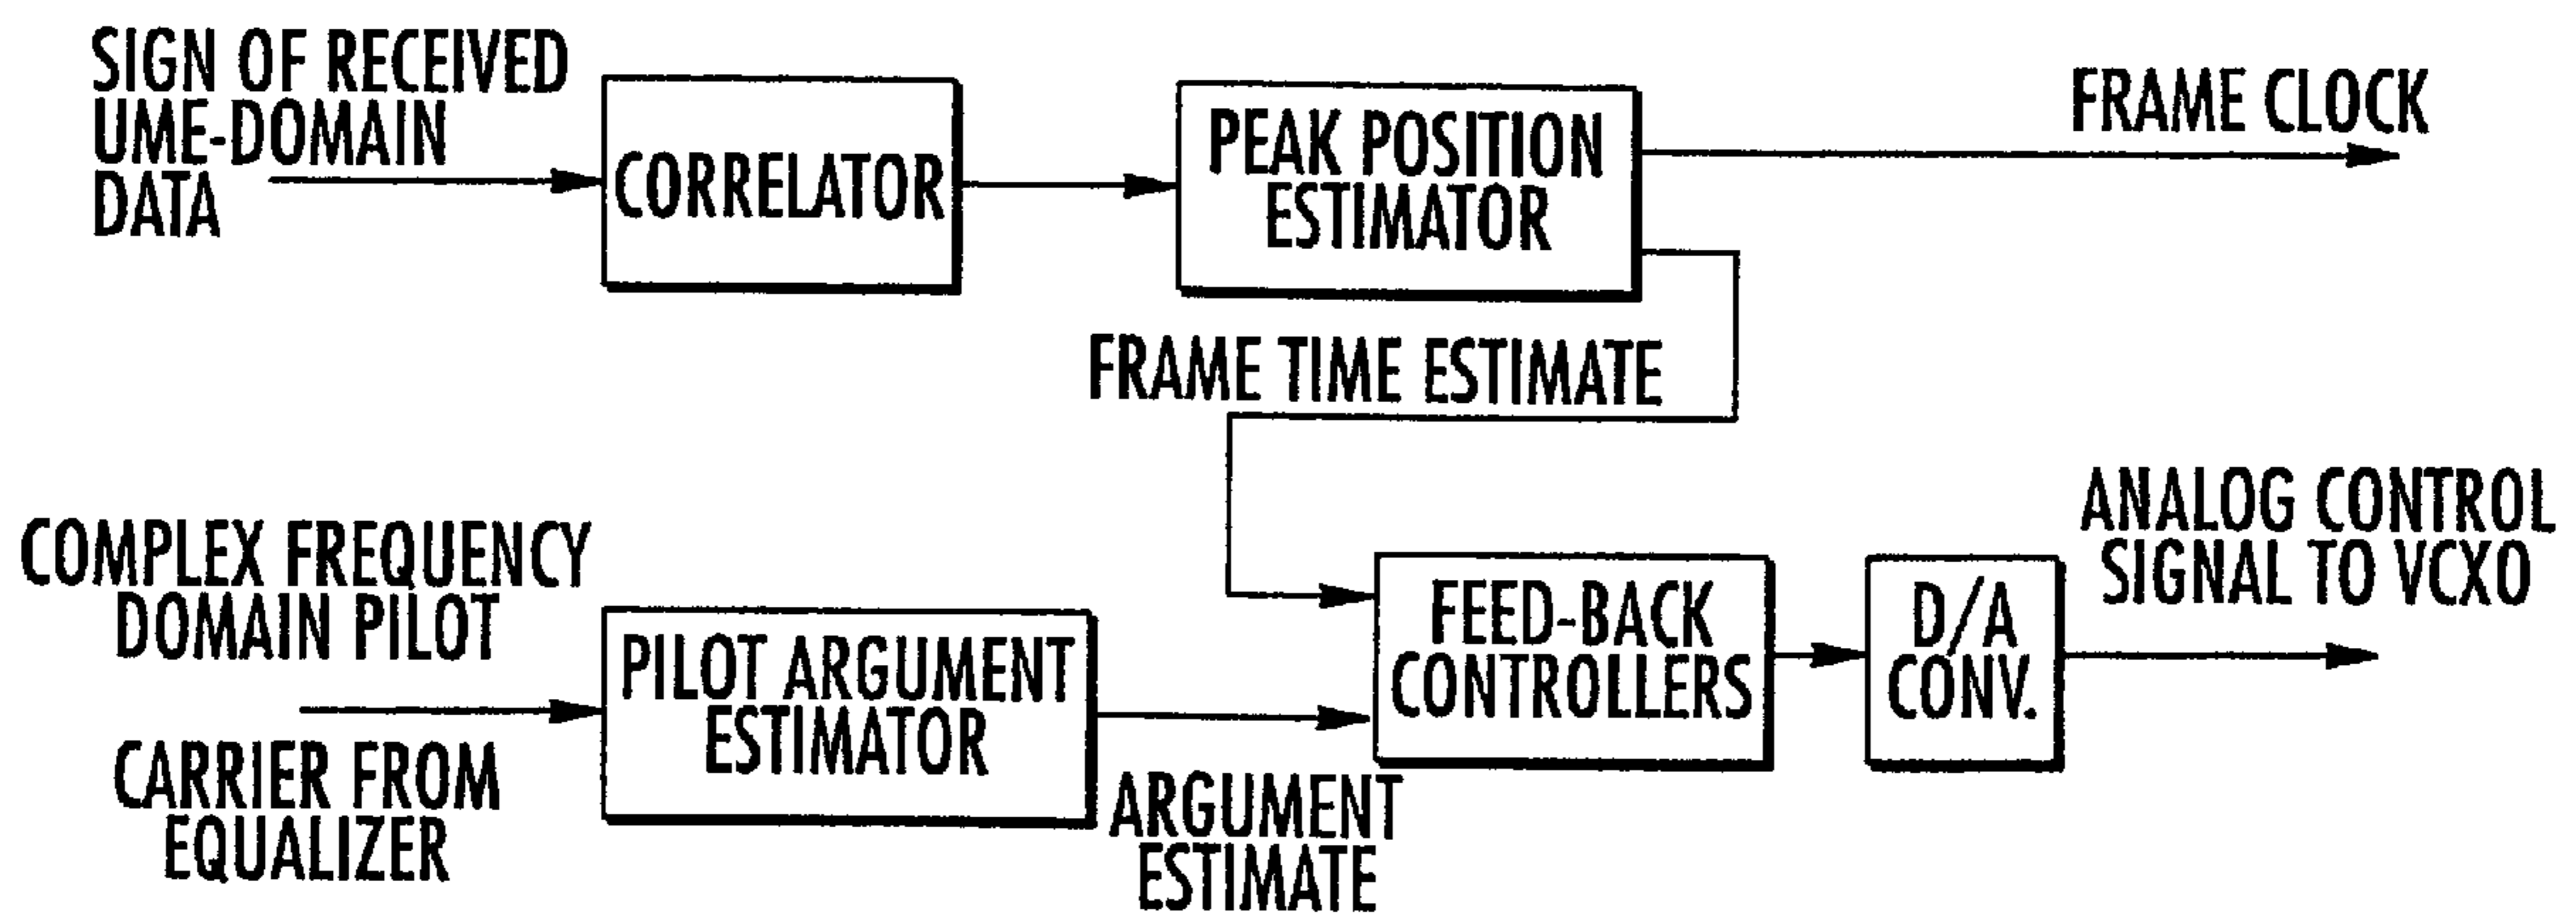 SIGN OF RECEIVED
UME-DOMAIN
DATA
CORRELATOR
PEAK POSITION
ESTIMATOR
FRAME CLOCK
FRAME TIME ESTIMATE
COMPLEX FREQUENCY
DOMAIN PILOT
CARRIER FROM
EQUALIZER
PILOT ARGUMENT
ESTIMATOR
ARGUMENT
ESTIMATE
FEED-BACK
CONTROLLERS
D/A
CONV.
ANALOG CONTROL
SIGNAL TO VCXO